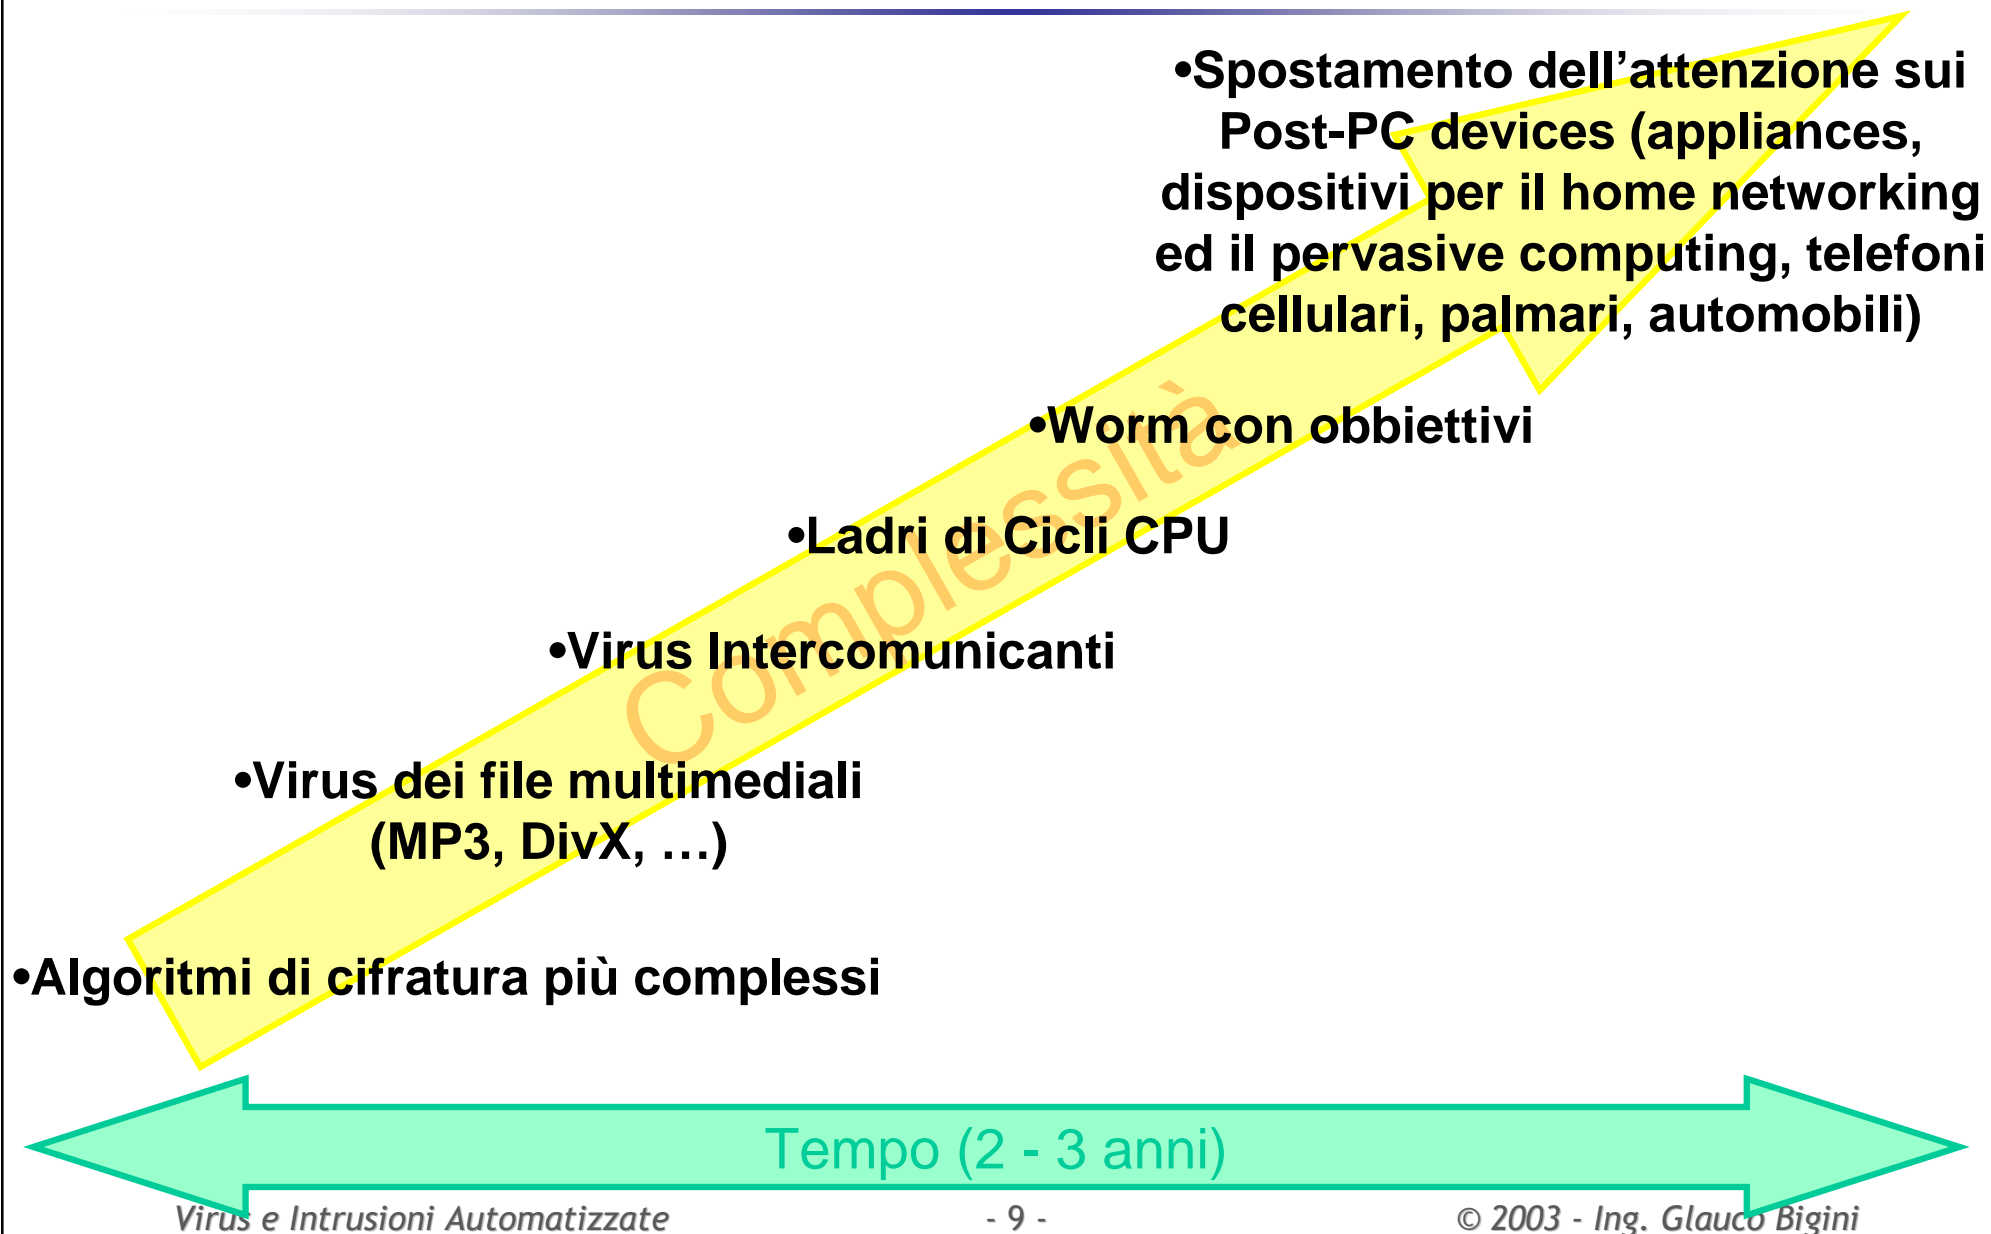 •Spostamento dell’attenzione sui
Post-PC devices (appliances,
dispositivi per il home networking
ed il pervasive computing, telefoni
cellulari, palmari, automobili)
•Worm con obbiettivi
Complessità
•Ladri di Cicli CPU
•Virus Intercomunicanti
•Virus dei file multimediali
(MP3, DivX, …)
•Algoritmi di cifratura più complessi
Tempo (2 - 3 anni)
Virus e Intrusioni Automatizzate - 9 - © 2003 - Ing. Glauco Bigini